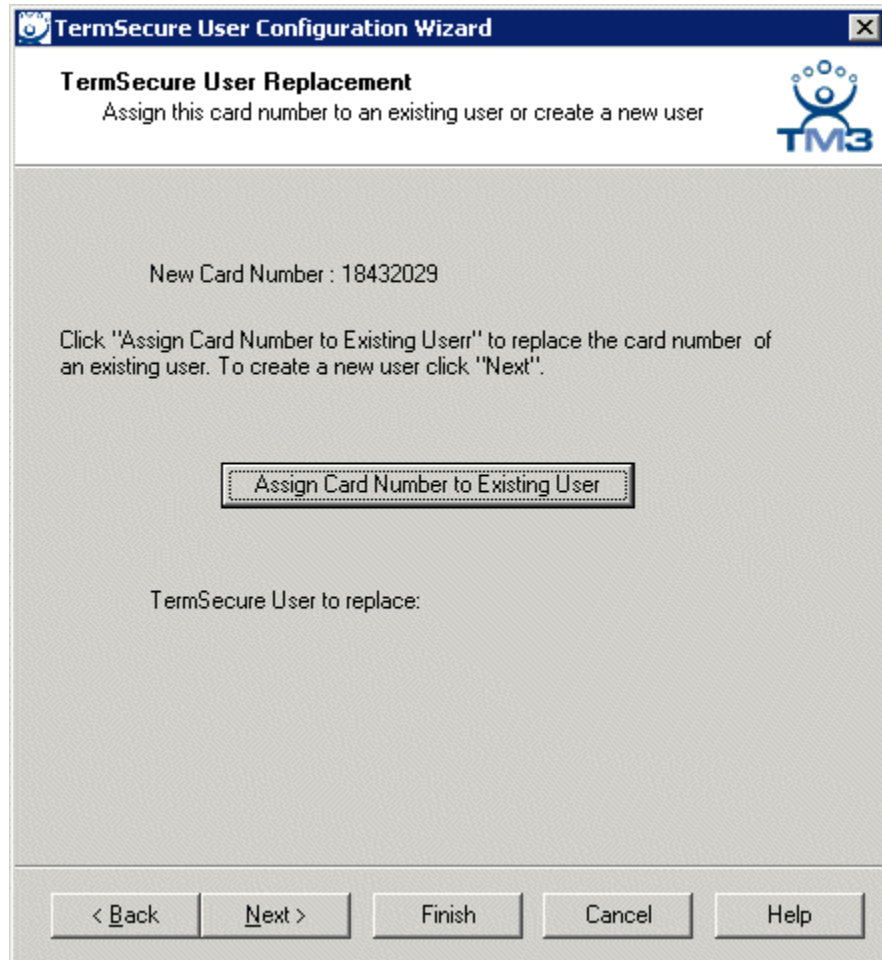 TermSecure User Configuration Wizard
TermSecure User Replacement
Assign this card number to an existing user or create a new user
TM3
New Card Number : 18432029
Click "Assign Card Number to Existing Userr" to replace the card number  of
an existing user. To create a new user click "Next".
Assign Card Number to Existing User
TermSecure User to replace:
< Back
Next >
Finish
Cancel
Help